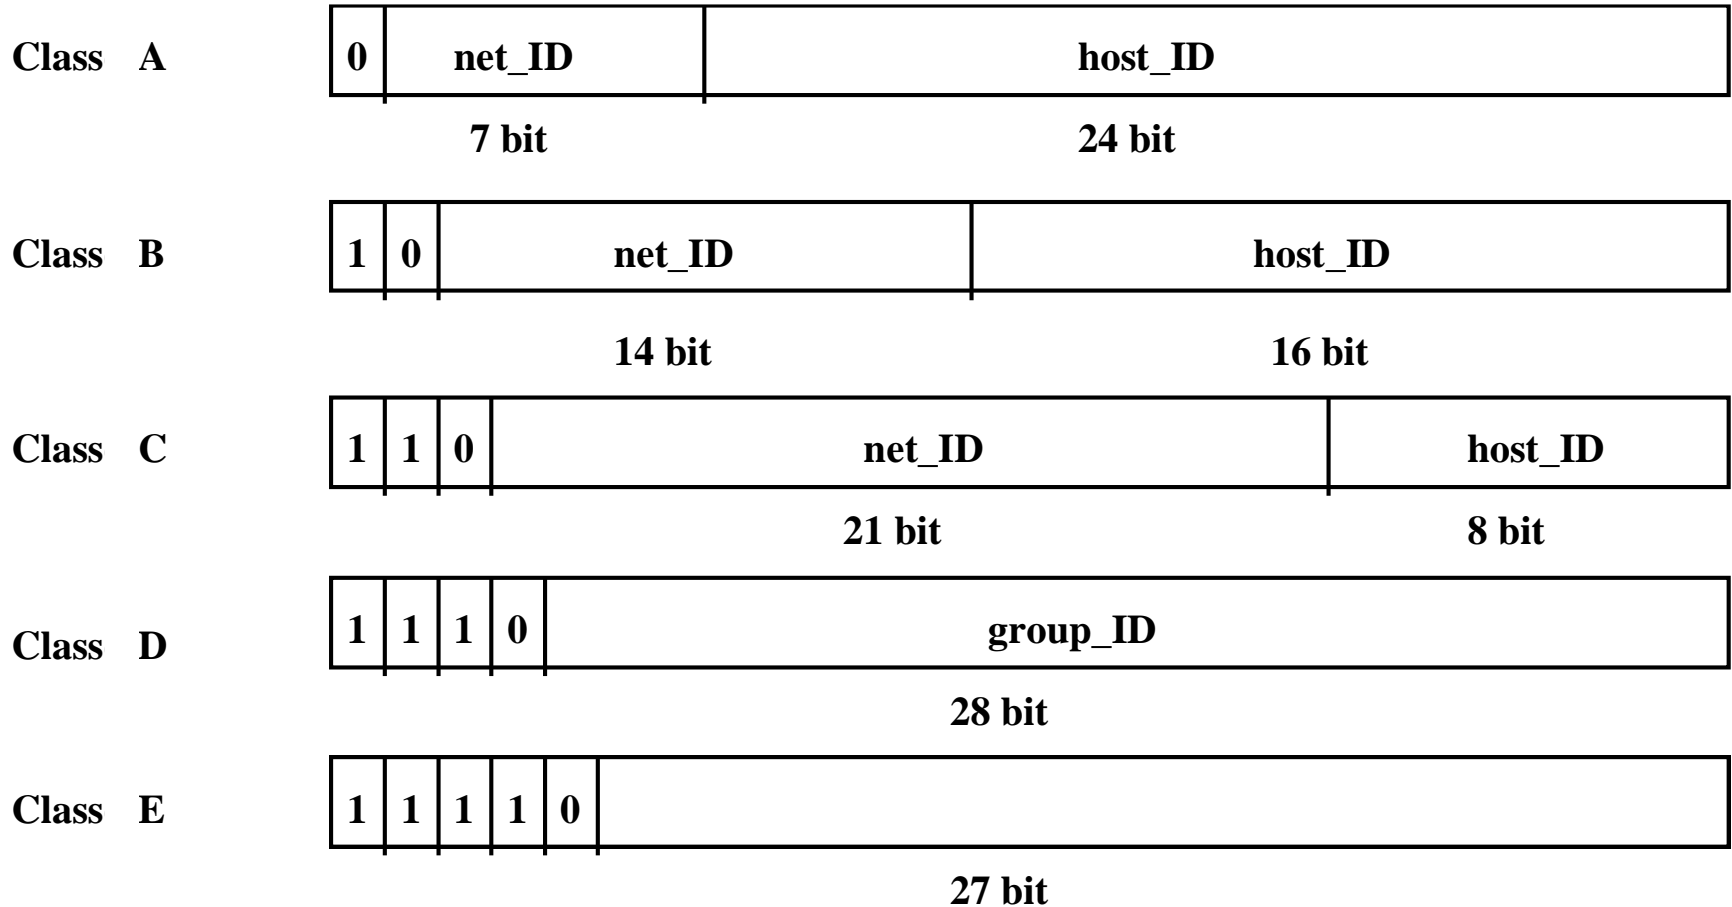 Class A 0 net_ID host_ID
7 bit 24 bit
Class B 1 0 net_ID host_ID
14 bit 16 bit
Class C 1 1 0 net_ID host_ID
21 bit 8 bit
Class D 1 1 1 0 group_ID
28 bit
Class E 1 1 1 1 0
27 bit